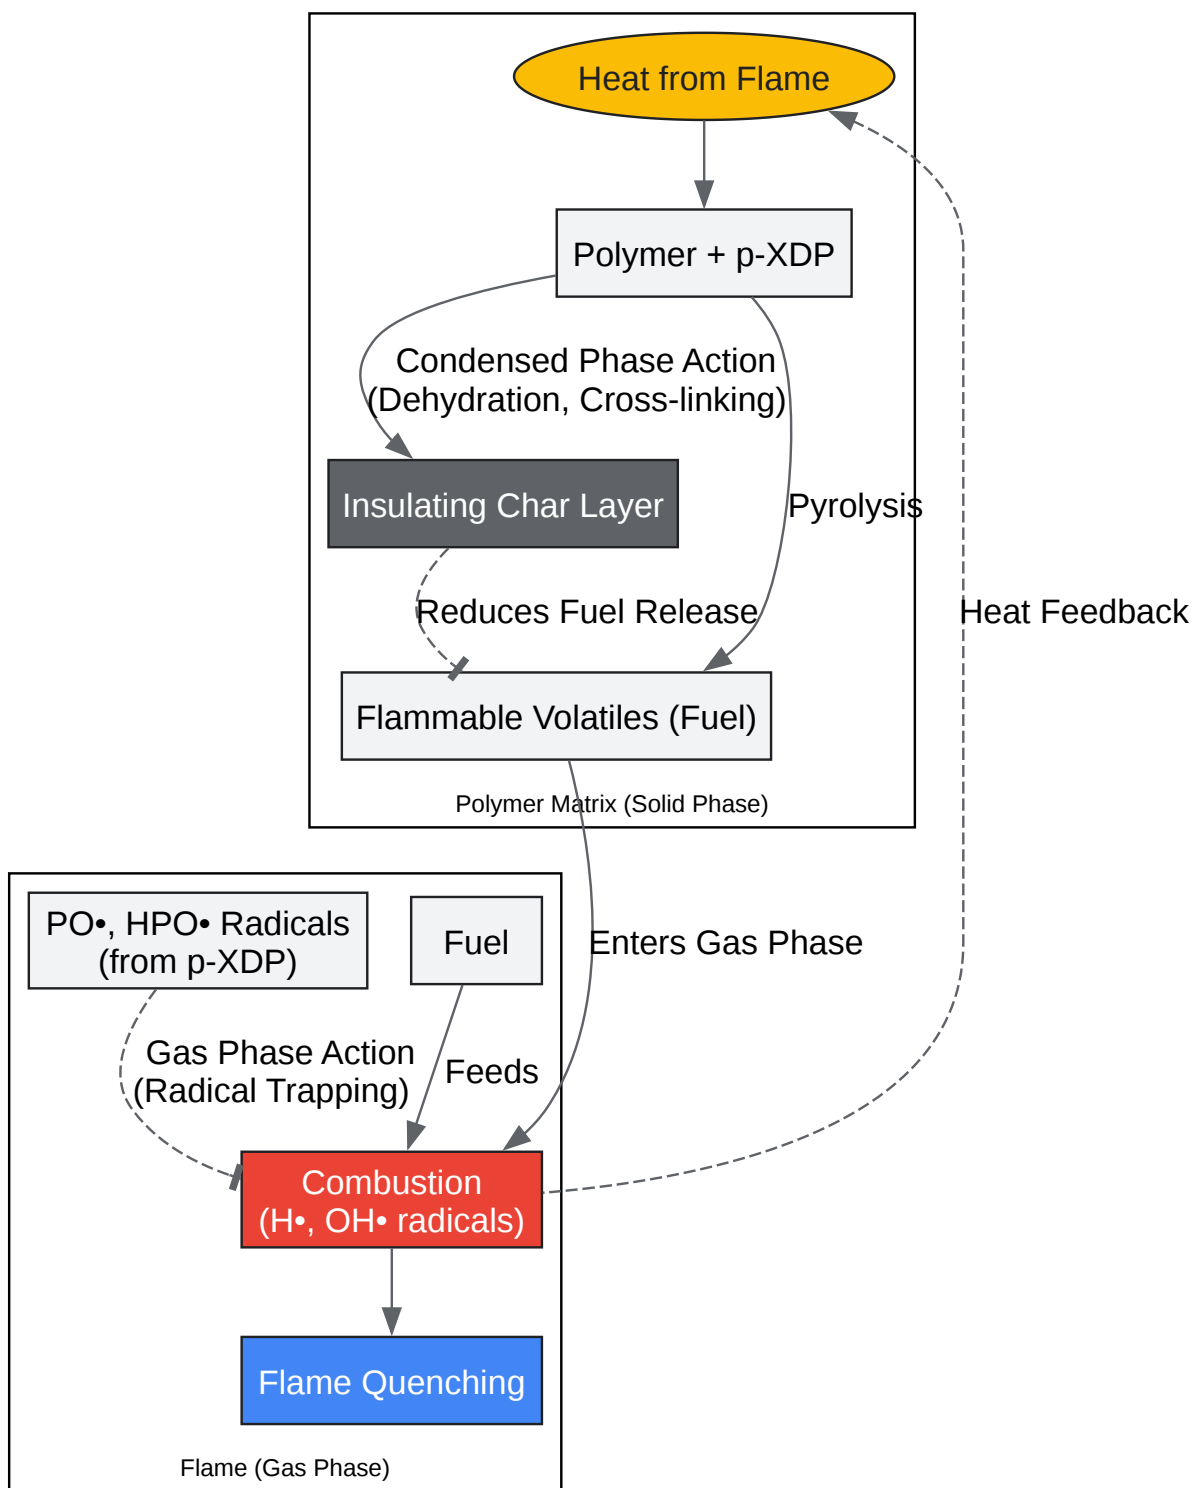 Heat from Flame
Polymer + p-XDP
Condensed Phase Action
(Dehydration, Cross-linking)
Insulating Char Layer
Pyrolysis
Reduces Fuel Release
Heat Feedback
Flammable Volatiles (Fuel)
Polymer Matrix (Solid Phase)
PO•, HPO• Radicals
(from p-XDP)
Fuel
Enters Gas Phase
Gas Phase Action
(Radical Trapping)
Feeds
Combustion
(H•, OH• radicals)
Flame Quenching
Flame (Gas Phase)